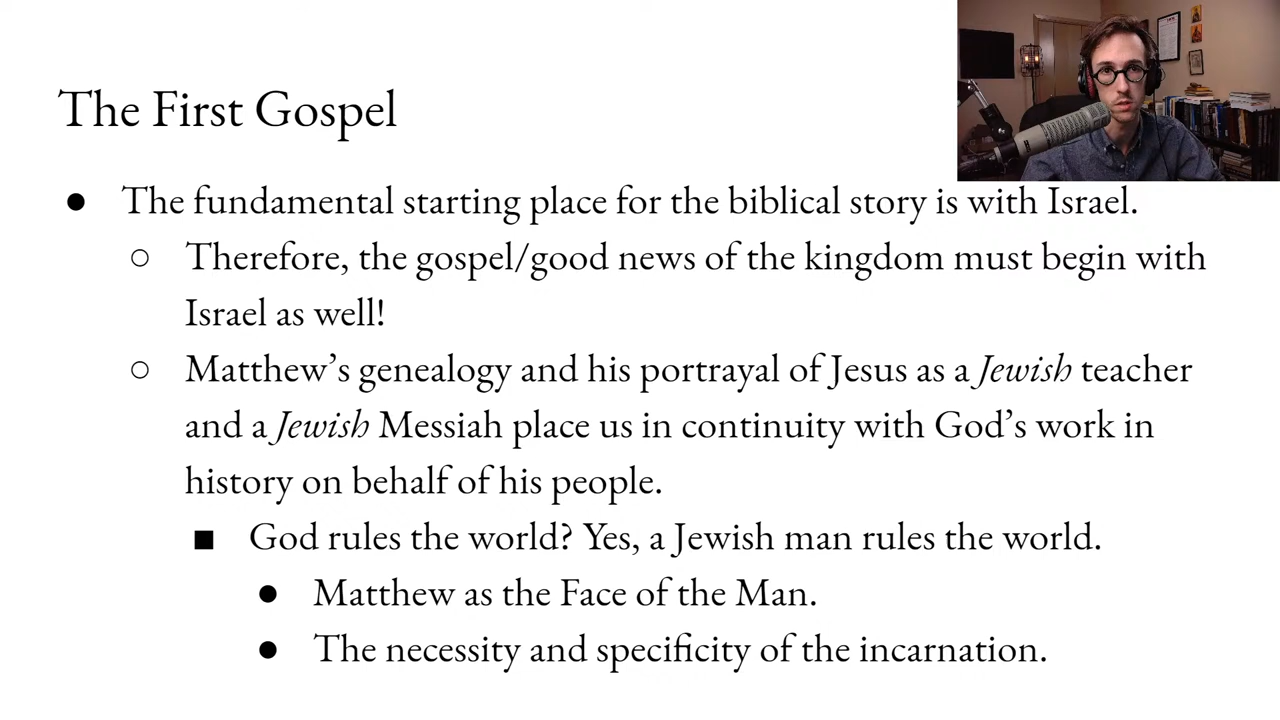 The First Gospel
● The fundamental starting place for the biblical story is with Israel.
○ Therefore, the gospel/good news of the kingdom must begin with
Israel as well!
○ Matthew’s genealogy and his portrayal of Jesus as a Jewish teacher
and a Jewish Messiah place us in continuity with God’s work in
history on behalf of his people.
■ God rules the world? Yes, a Jewish man rules the world.
● Matthew as the Face of the Man.
● The necessity and specificity of the incarnation.